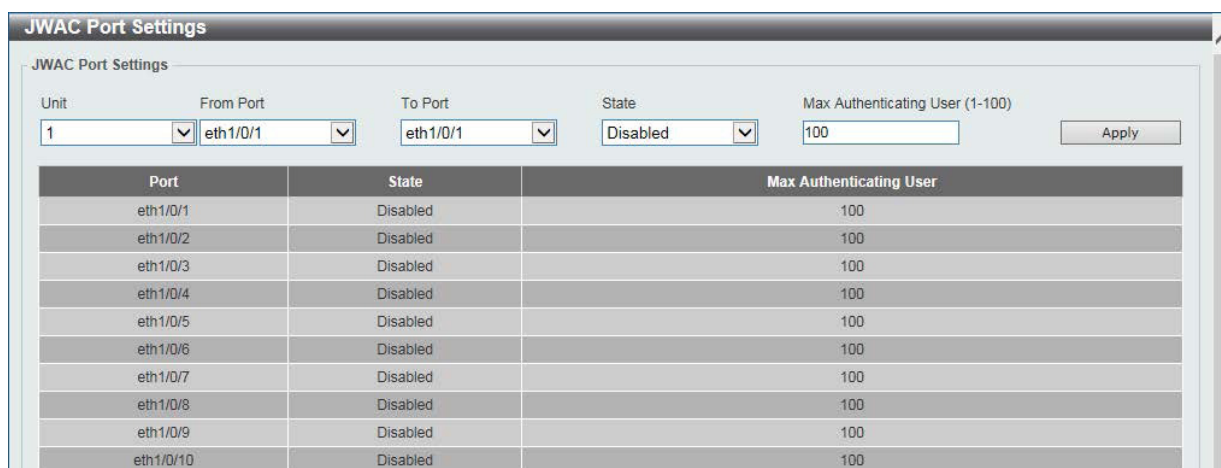 JWAC Port Settings
JWAC Port Settings
Unit From Port To Port State Max Authenticating User (1-100)
1 eth1/0/1 eth1/0/1 Disabled 100 Apply
Port State Max Authenticating User
eth1/0/1 Disabled 100
eth1/0/2 Disabled 100
eth1/0/3 Disabled 100
eth1/0/4 Disabled 100
eth1/0/5 Disabled 100
eth1/0/6 Disabled 100
eth1/0/7 Disabled 100
eth1/0/8 Disabled 100
eth1/0/9 Disabled 100
eth1/0/10 Disabled 100